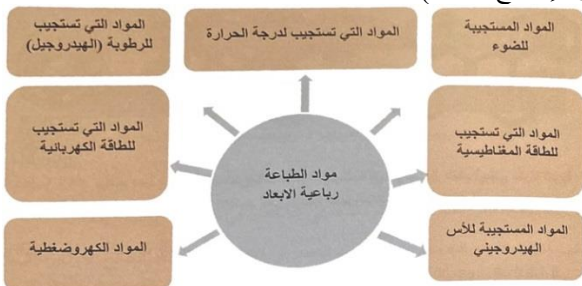 المواد المستجيبة
للضوء
المواد التي تستجيب لدرجة الحرارة
المواد التي تستجيب
للرطوبة (الهيدروجيل)
المواد التي تستجيب
للطاقة المغناطيسية
مواد الطباعة
رباعية الابعاد
المواد التي تستجيب
للطاقة الكهربائية
المواد المستجيبة للأس
الهيدروجيني
المواد الكهروضغطية